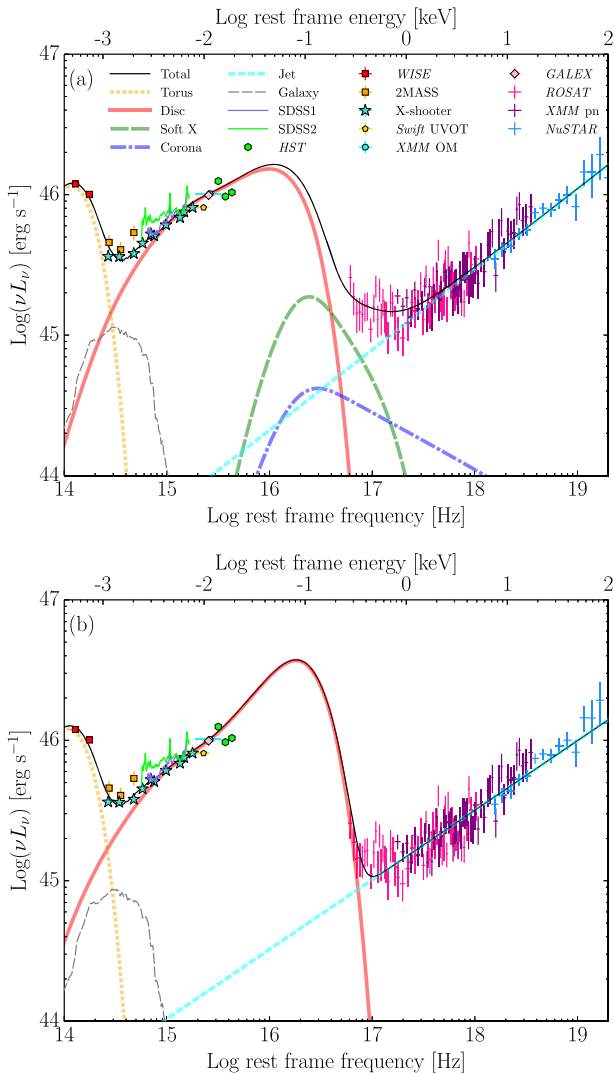 Log rest frame energy [keV]
-3 -2 -1 0 1 2
47
(a)
Total Jet WISE GALEX
Torus Galaxy 2MASS ROSAT
Disc SDSS1 X-shooter XMM pn
Soft X SDSS2 Swift UVOT NuSTAR
Corona HST XMM OM
46
Log(νLν) [erg s⁻¹]
45
44
14 15 16 17 18 19
Log rest frame frequency [Hz]
Log rest frame energy [keV]
-3 -2 -1 0 1 2
47
(b)
46
Log(νLν) [erg s⁻¹]
45
44
14 15 16 17 18 19
Log rest frame frequency [Hz]